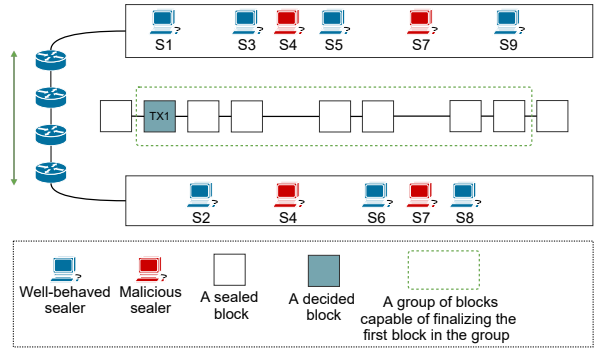 S1 S3 S4 S5 S7 S9
TX1
S2 S4 S6 S7 S8
Well-behaved
sealer
Malicious
sealer
A sealed
block
A decided
block
A group of blocks
capable of finalizing the
first block in the group